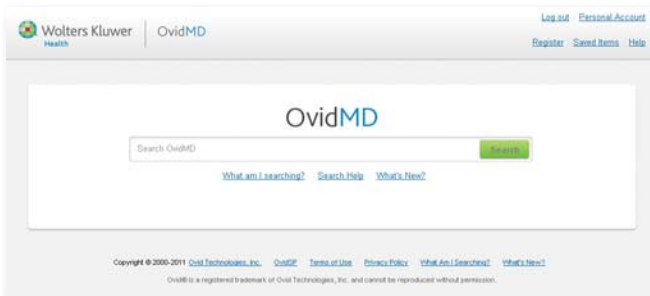 Log out Personal Account
Wolters Kluwer
Health
OvidMD
Register Saved Items Help
OvidMD
Search OvidMD
Search
What am I searching? Search Help What's New?
Copyright © 2000-2011 Ovid Technologies, Inc. OvidSP Terms of Use Privacy Policy What Am I Searching? What's New?
Ovid® is a registered trademark of Ovid Technologies, Inc. and cannot be reproduced without permission.